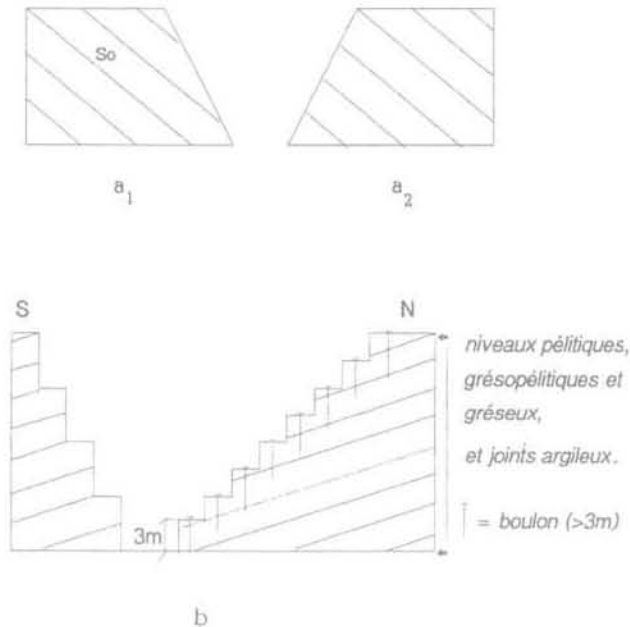 So
a1
a2
S
N
niveaux pélitiques,
grésopélitiques et
gréseux,
et joints argileux.
3m
= boulon (>3m)
b